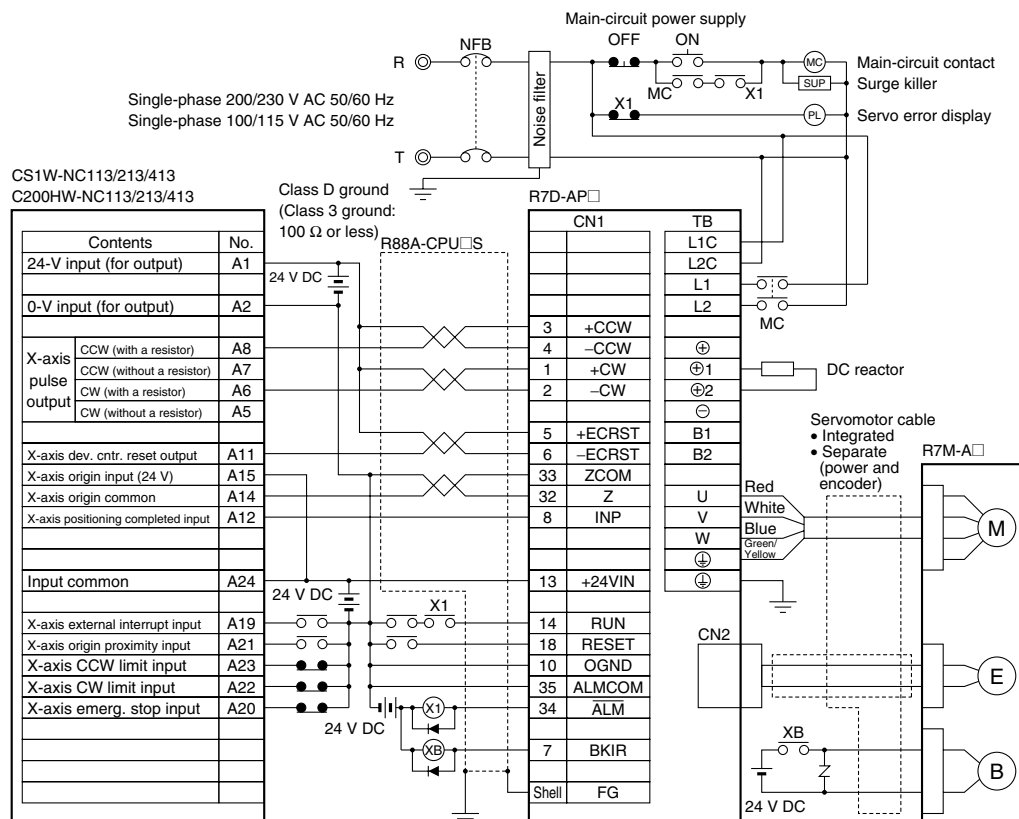 Main-circuit power supply
OFF ON
NFB
R
MC
Main-circuit contact
SUP
Surge killer
MC X1
X1
PL
Servo error display
Noise filter
Single-phase 200/230 V AC 50/60 Hz
Single-phase 100/115 V AC 50/60 Hz
T
CS1W-NC113/213/413
C200HW-NC113/213/413
Class D ground
(Class 3 ground:
100 Ω or less)
R88A-CPU□S
R7D-AP□
CN1 TB
Contents No.
L1C
24-V input (for output) A1
L2C
24 V DC
L1
0-V input (for output) A2
L2
MC
3 +CCW
X-axis pulse output
CCW (with a resistor) A8
4 −CCW ⊕
CCW (without a resistor) A7
1 +CW ⊕1
DC reactor
CW (with a resistor) A6
2 −CW ⊕2
CW (without a resistor) A5
⊖
5 +ECRST B1
X-axis dev. cntr. reset output A11
6 −ECRST B2
Servomotor cable
• Integrated
• Separate
(power and
encoder)
R7M-A□
X-axis origin input (24 V) A15
33 ZCOM
X-axis origin common A14
32 Z U
Red
X-axis positioning completed input A12
8 INP V
White
W
Blue
Green/
Yellow
M
Input common A24
13 +24VIN
24 V DC
X1
X-axis external interrupt input A19
14 RUN
X-axis origin proximity input A21
18 RESET
CN2
X-axis CCW limit input A23
10 OGND
X-axis CW limit input A22
35 ALMCOM
E
X-axis emerg. stop input A20
24 V DC
X1
34 ALM
XB
7 BKIR
XB
B
24 V DC
Shell FG